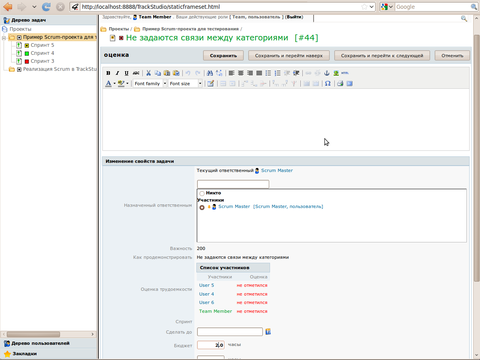 http://localhost:8888/TrackStudio/staticframeset.html
Google
Дерево задач
Здравствуйте, Team Member . Ваши действующие роли [ Team, пользователь ] [Выйти]
Проекты
Пример Scrum-проекта для
Спринт 5
Спринт 4
Спринт 3
Реализация Scrum в TrackStu
Проекты / Пример Scrum-проекта для тестирования /
Не задаются связи между категориями [#44]
оценка
Сохранить
Сохранить и перейти наверх
Сохранить и перейти к следующей
Отменить
Font family
Font size
Изменение свойств задачи
Текущий ответственный Scrum Master
Назначенный ответственным
Никто
Участники
Scrum Master [Scrum Master, пользователь]
Важность 200
Как продемонстрировать Не задаются связи между категориями
Оценка трудоемкости
Список участников
Участники Оценка
User 5 не отметился
User 4 не отметился
User 6 не отметился
Team Member не отметился
Спринт
Сделать до
Бюджет 2,0 часы
Дерево пользователей
Закладки